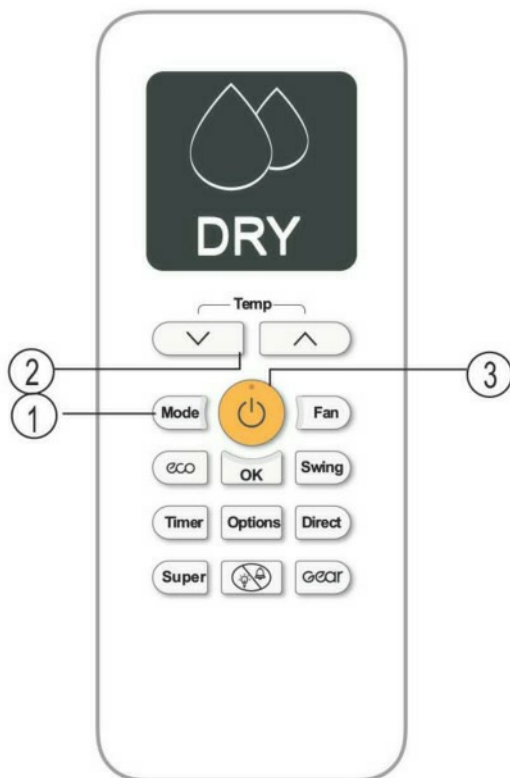 DRY
Temp
2
3
1
Mode
Fan
eco
OK
Swing
Timer
Options
Direct
Super
Gear